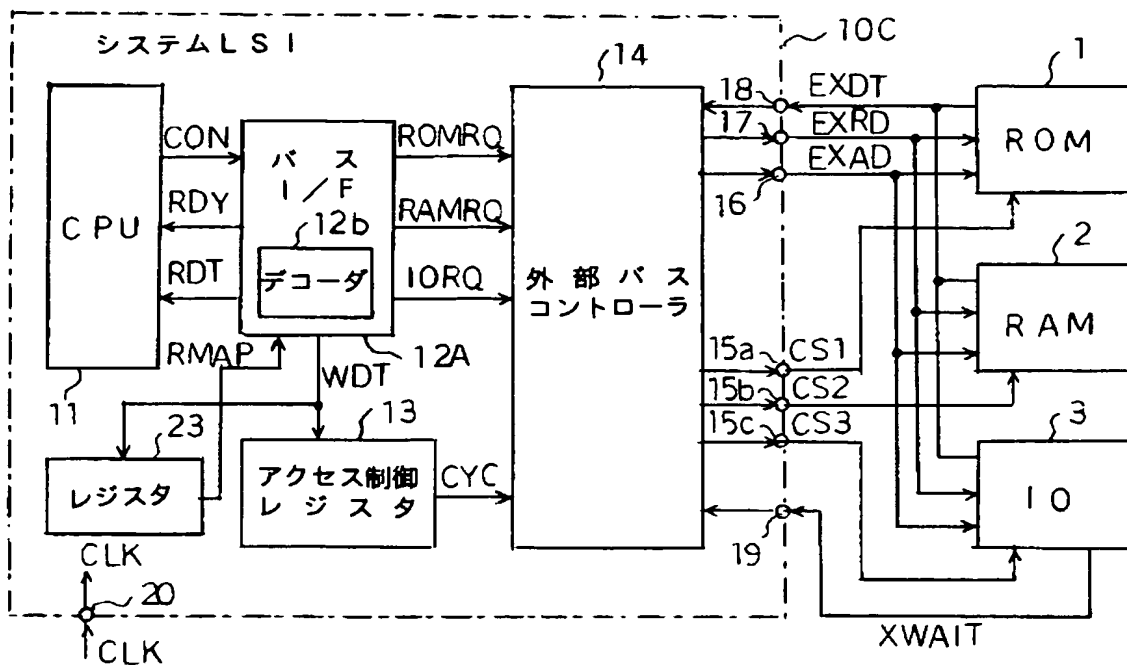 システムLSI
10C
14
1
CPU
11
CON
RDY
RDT
バス
I/F
12b
デコーダ
12A
ROMRQ
RAMRQ
IORQ
外部バス
コントローラ
18
EXDT
17
EXRD
16
EXAD
ROM
2
RAM
RMAP
WDT
15a
CS1
15b
CS2
15c
CS3
3
IO
23
レジスタ
13
アクセス制御
レジスタ
CYC
19
CLK
20
CLK
XWAIT